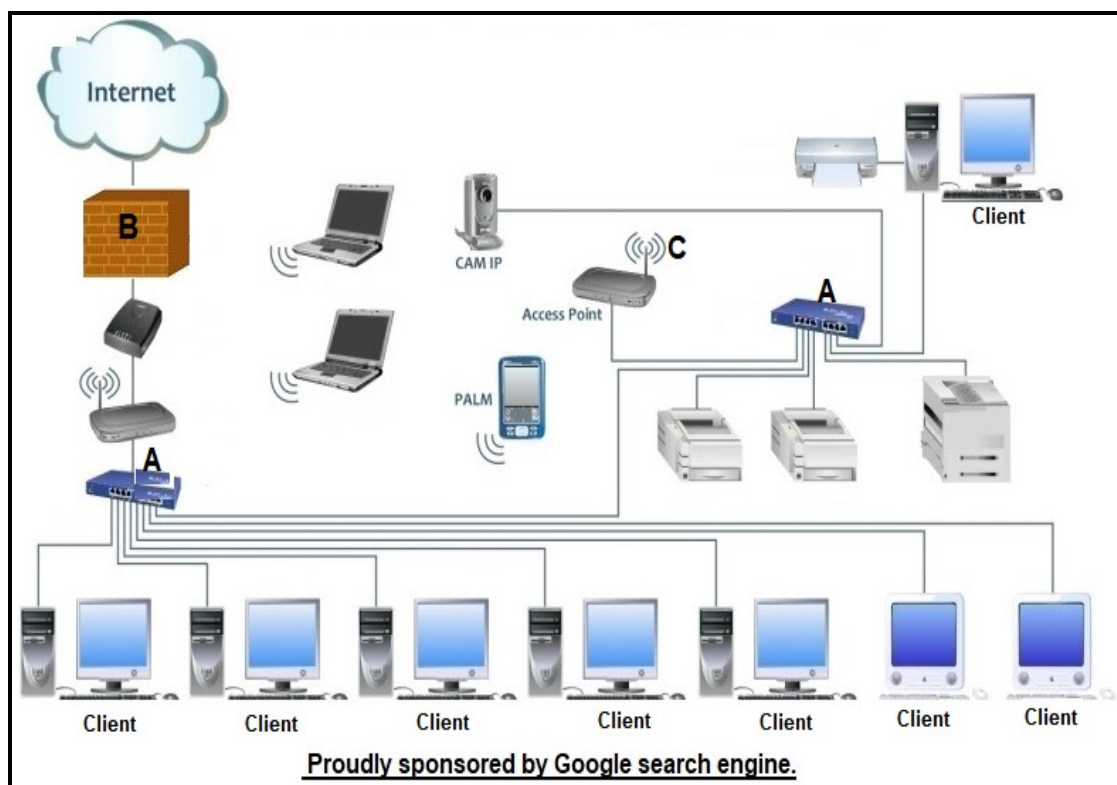 Internet
B
CAM IP
C
Access Point
A
Client
PALM
A
Client
Client
Client
Client
Client
Client
Client
Proudly sponsored by Google search engine.